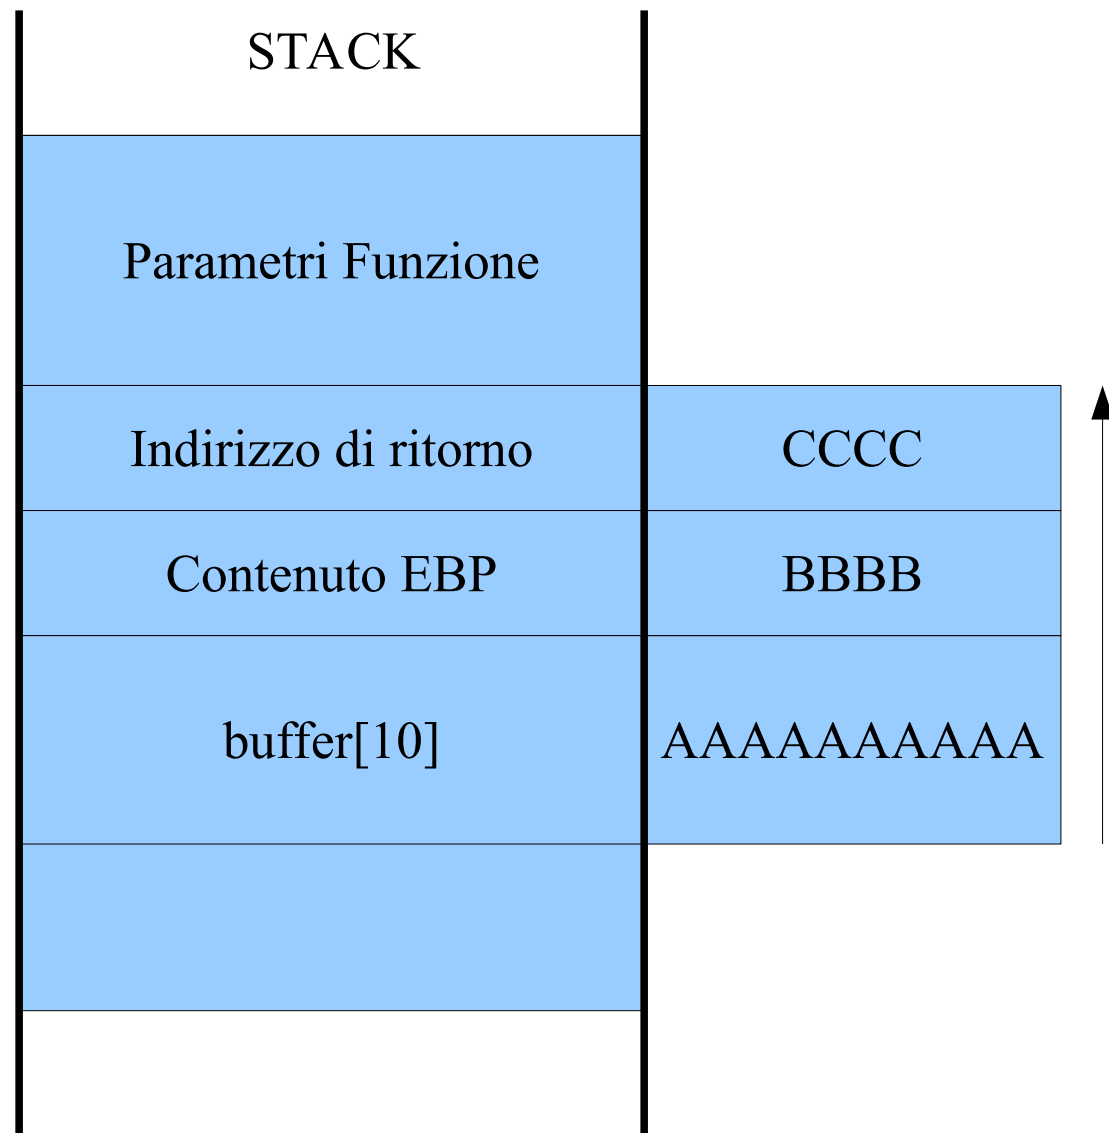 STACK
Parametri Funzione
Indirizzo di ritorno
CCCC
Contenuto EBP
BBBB
buffer[10]
AAAAAAAAAA